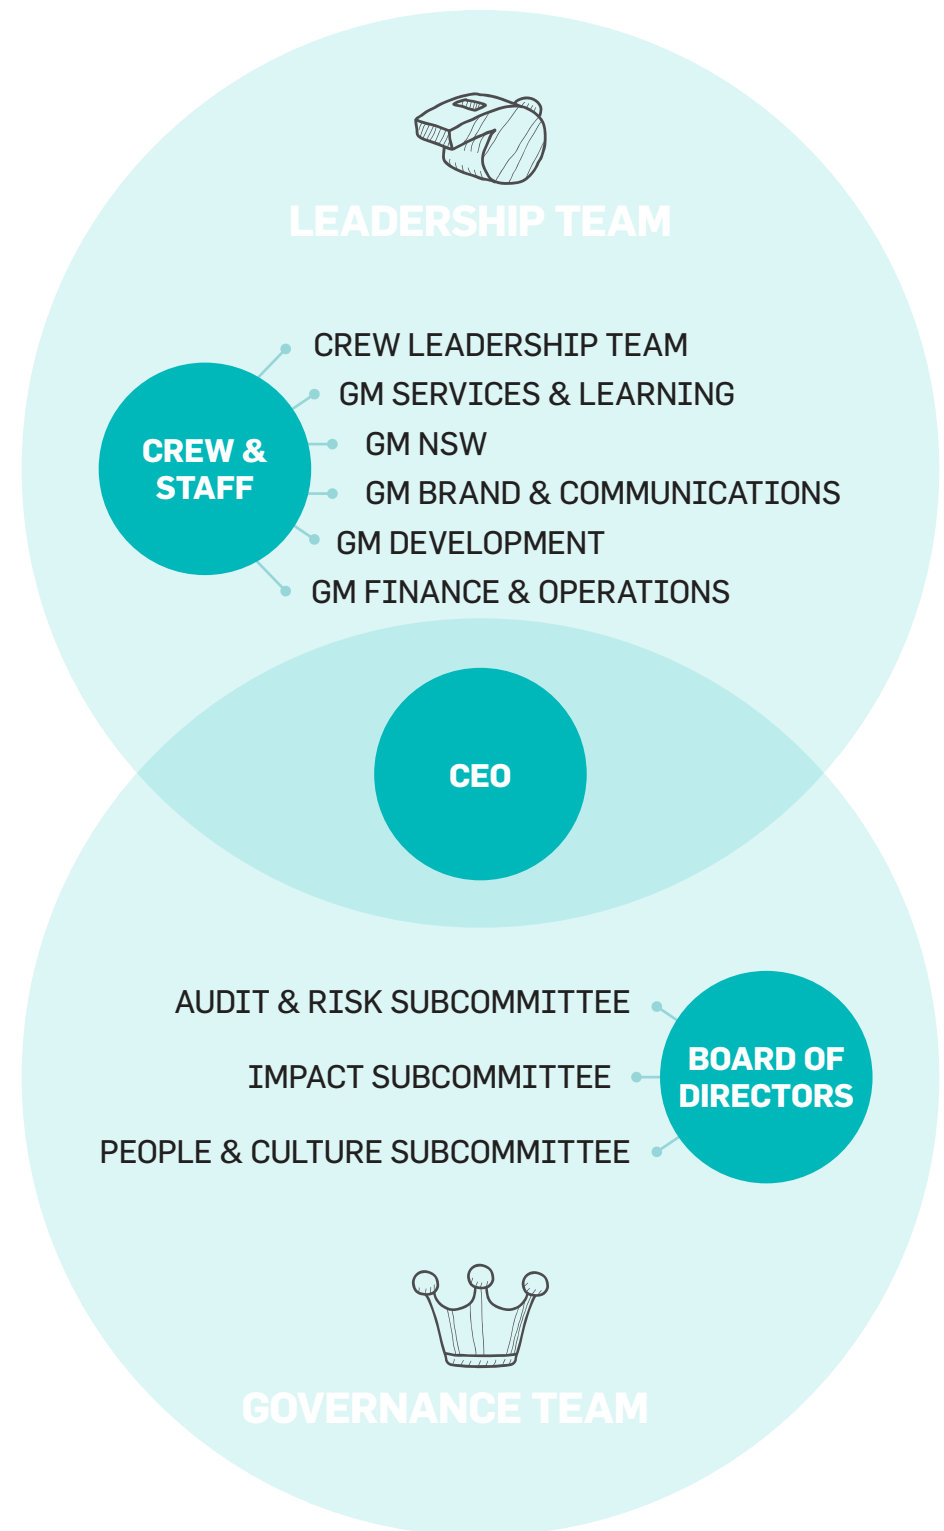 LEADERSHIP TEAM
CREW LEADERSHIP TEAM
GM SERVICES & LEARNING
GM NSW
GM BRAND & COMMUNICATIONS
GM DEVELOPMENT
GM FINANCE & OPERATIONS
CREW &
STAFF
CEO
AUDIT & RISK SUBCOMMITTEE
IMPACT SUBCOMMITTEE
PEOPLE & CULTURE SUBCOMMITTEE
BOARD OF
DIRECTORS
GOVERNANCE TEAM